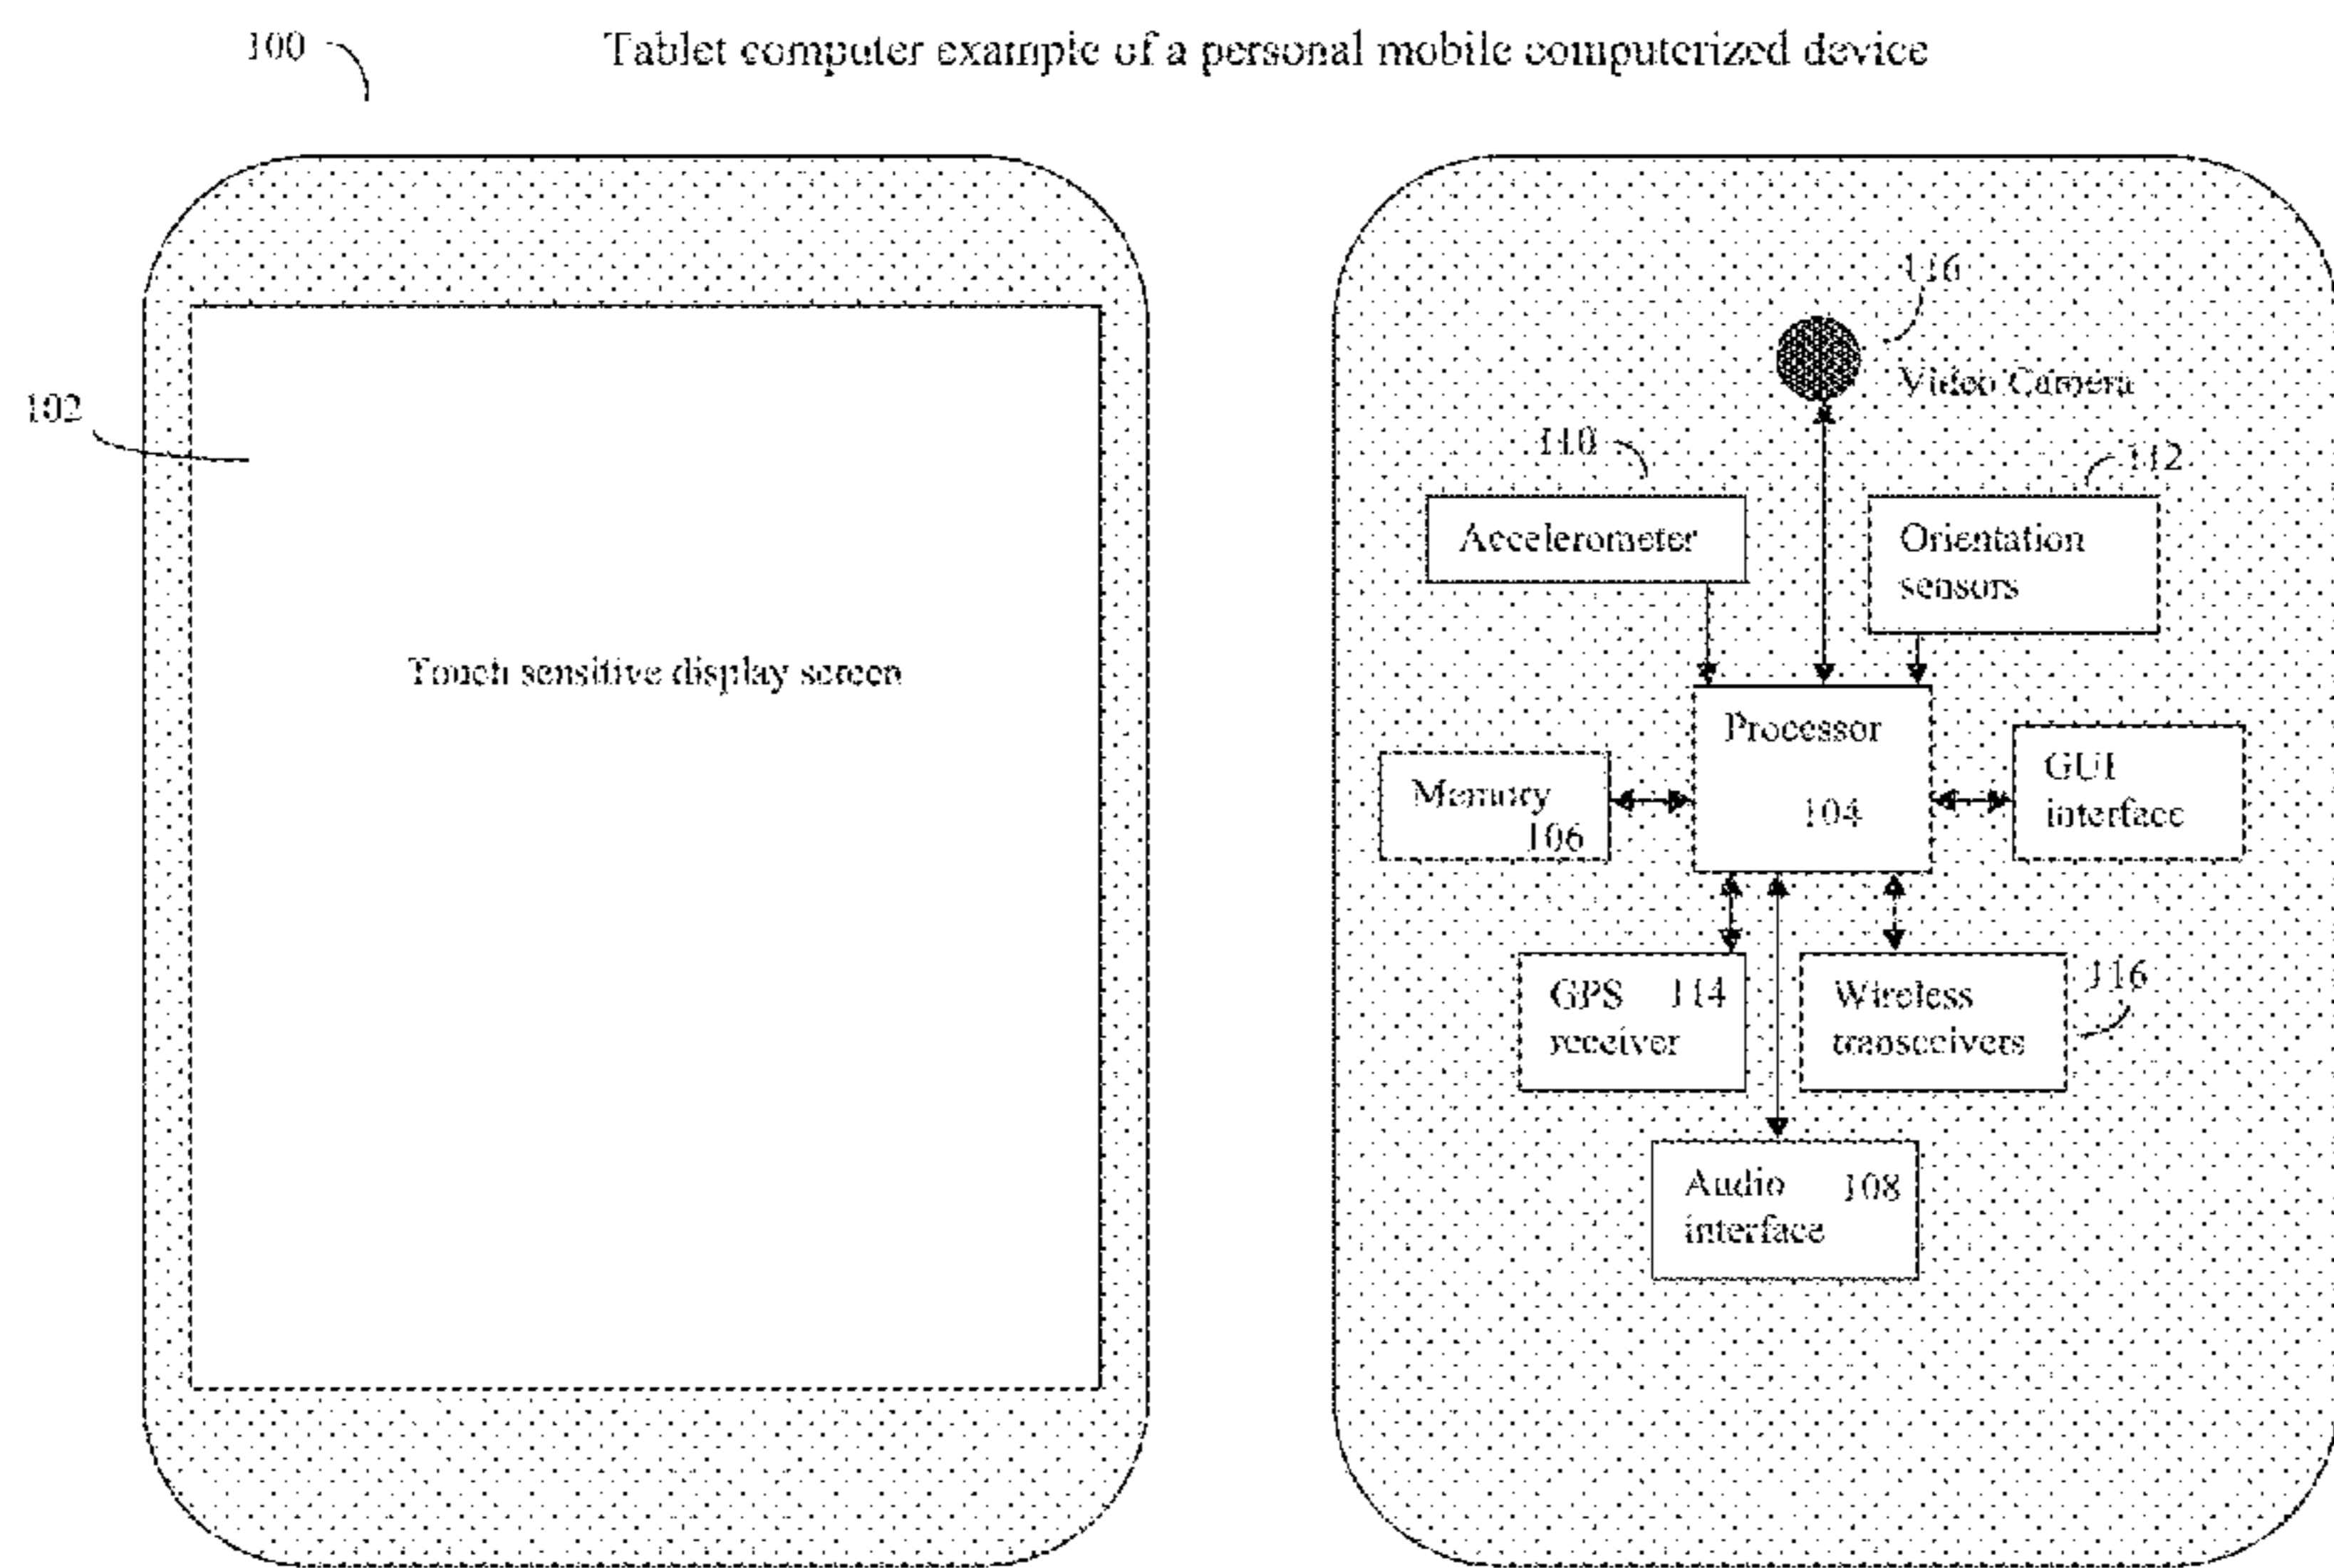 100
Tablet computer example of a personal mobile computerized device
102
Touch sensitive display screen
116
Video Camera
110
112
Accelerometer
Orientation
sensors
Processor
104
Memory
106
GUI
interface
GPS 114
receiver
Wireless
transceivers
116
Audio 108
interface